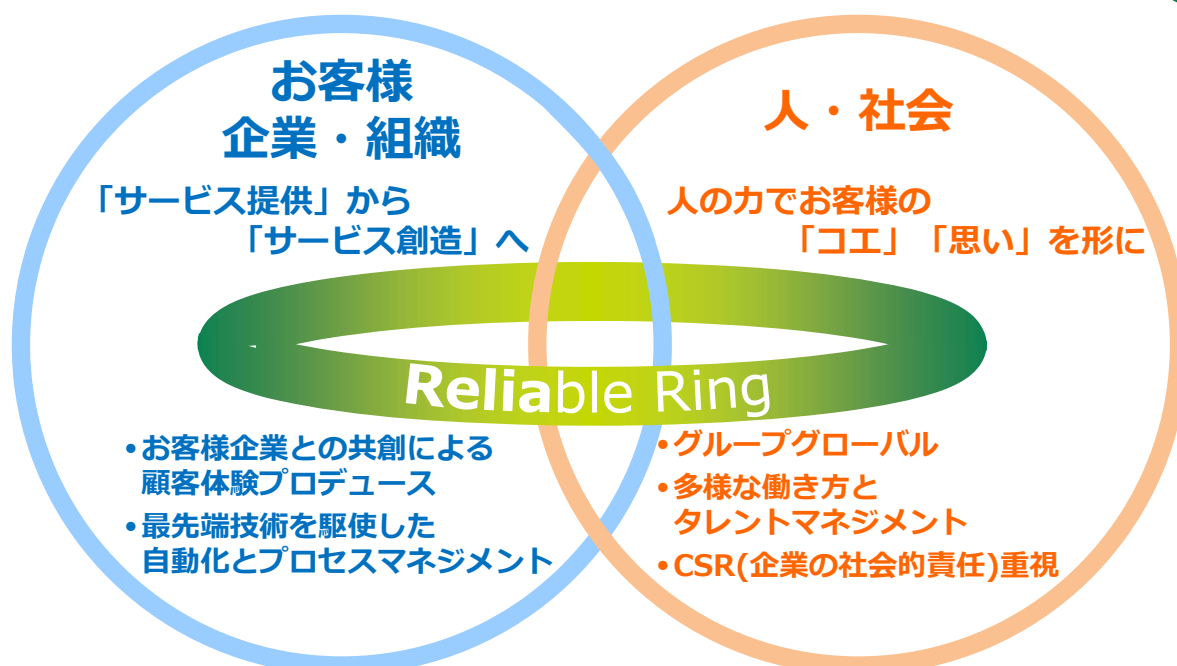 お客様
企業・組織
「サービス提供」から
「サービス創造」へ
人・社会
人の力でお客様の
「コエ」「思い」を形に
Reliable Ring
•お客様企業との共創による
顧客体験プロデュース
•最先端技術を駆使した
自動化とプロセスマネジメント
•グループグローバル
•多様な働き方と
タレントマネジメント
•CSR(企業の社会的責任)重視